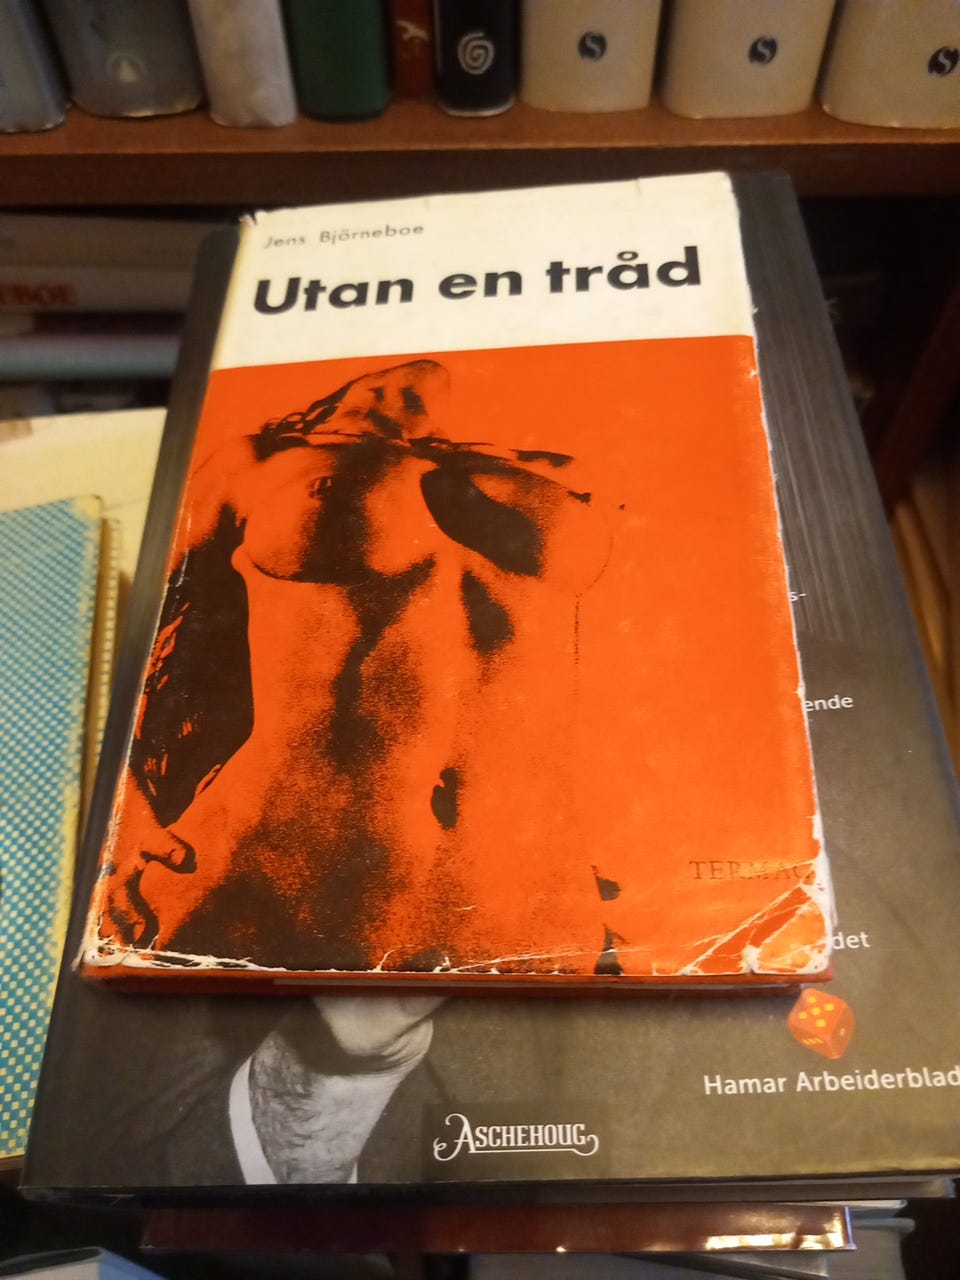 Jens Björneboe
Utan en tråd
TERMAC
s-
ende
det
Hamar Arbeiderblad
ASCHEHOUG